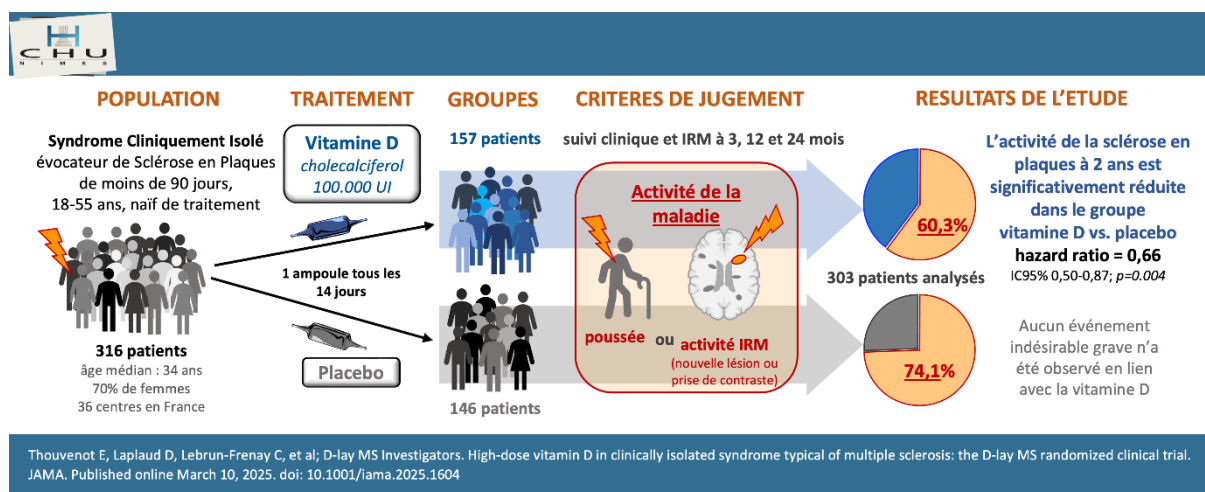 CHU
NIMES
POPULATION
Syndrome Cliniquement Isolé
évocateur de Sclérose en Plaques
de moins de 90 jours,
18-55 ans, naïf de traitement
316 patients
âge médian : 34 ans
70% de femmes
36 centres en France
TRAITEMENT
Vitamine D
cholecalciferol
100.000 UI
1 ampoule tous les
14 jours
Placebo
GROUPES
157 patients
146 patients
CRITERES DE JUGEMENT
suivi clinique et IRM à 3, 12 et 24 mois
Activité de la
maladie
poussée ou activité IRM
(nouvelle lésion ou
prise de contraste)
RESULTATS DE L’ETUDE
60,3%
303 patients analysés
74,1%
L’activité de la sclérose en
plaques à 2 ans est
significativement réduite
dans le groupe
vitamine D vs. placebo
hazard ratio = 0,66
IC95% 0,50-0,87; p=0.004
Aucun événement
indésirable grave n’a
été observé en lien
avec la vitamine D
Thouvenot E, Laplaud D, Lebrun-Frenay C, et al; D-lay MS Investigators. High-dose vitamin D in clinically isolated syndrome typical of multiple sclerosis: the D-lay MS randomized clinical trial.
JAMA. Published online March 10, 2025. doi: 10.1001/iama.2025.1604